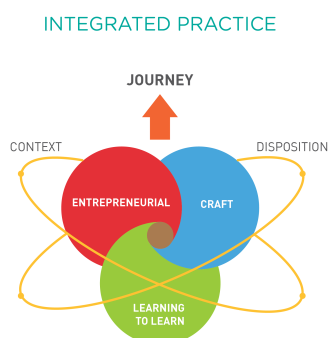 INTEGRATED PRACTICE
JOURNEY
CONTEXT
DISPOSITION
ENTREPRENEURIAL
CRAFT
LEARNING
TO LEARN